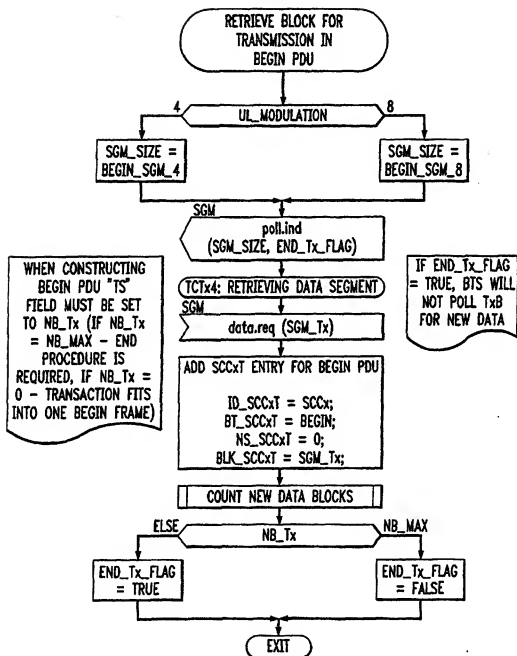 RETRIEVE BLOCK FOR
TRANSMISSION IN
BEGIN PDU
4
UL_MODULATION
8
SGM_SIZE =
BEGIN_SGM_4
SGM_SIZE =
BEGIN_SGM_8
SGM
poll.ind
(SGM_SIZE, END_Tx_FLAG)
TCTx4: RETRIEVING DATA SEGMENT
SGM
data.req (SGM_Tx)
WHEN CONSTRUCTING
BEGIN PDU "TS"
FIELD MUST BE SET
TO NB_Tx (IF NB_Tx
= NB_MAX – END
PROCEDURE IS
REQUIRED, IF NB_Tx =
0 – TRANSACTION FITS
INTO ONE BEGIN FRAME)
IF END_Tx_FLAG
= TRUE, BTS WILL
NOT POLL TxB
FOR NEW DATA
ADD SCCxT ENTRY FOR BEGIN PDU
ID_SCCxT = SCCx;
BT_SCCxT = BEGIN;
NS_SCCxT = 0;
BLK_SCCxT = SGM_Tx;
COUNT NEW DATA BLOCKS
ELSE
NB_Tx
NB_MAX
END_Tx_FLAG
= TRUE
END_Tx_FLAG
= FALSE
EXIT